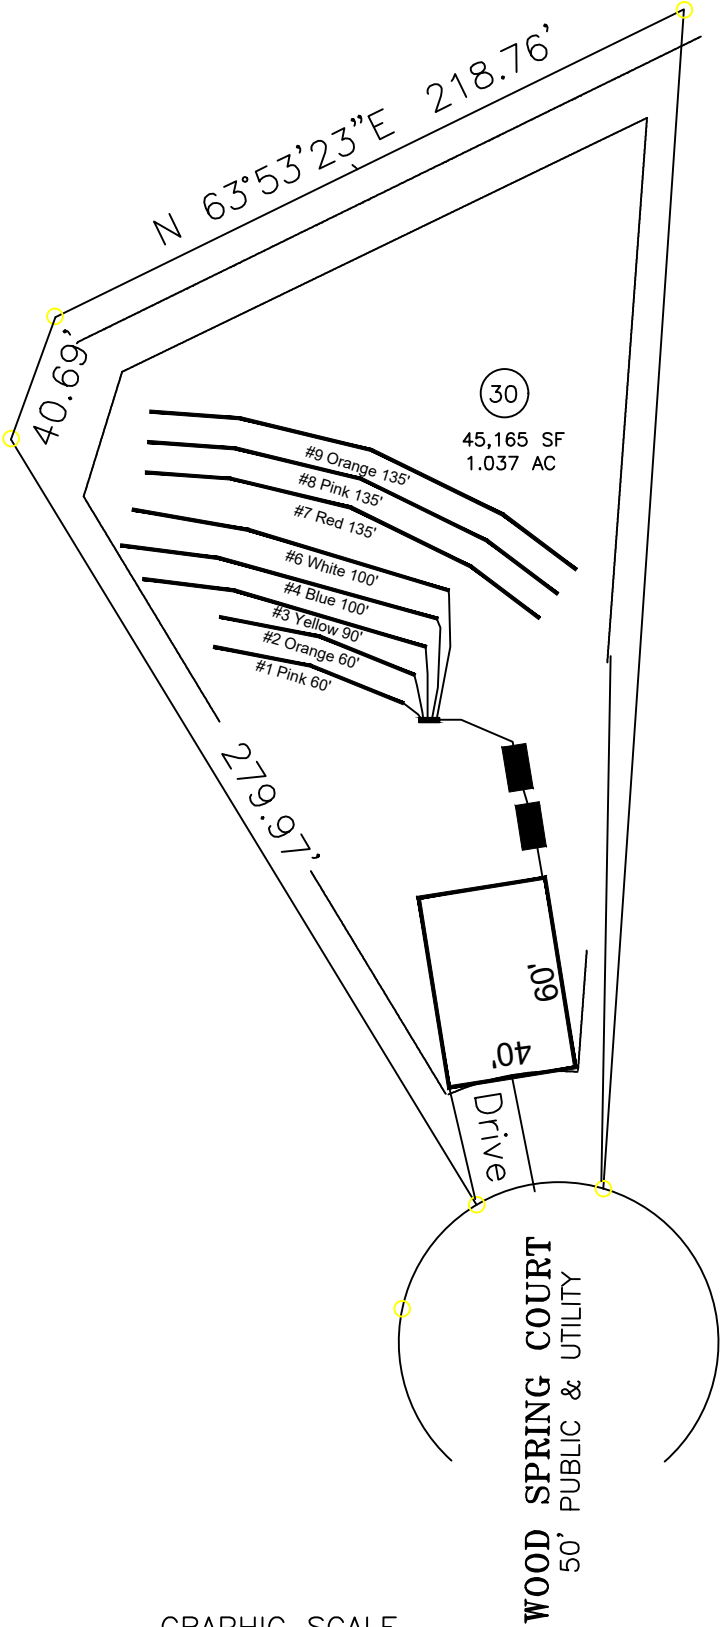 N 63°53'23"E 218.76'
40.69'
30
45,165 SF
1.037 AC
#9 Orange 135'
#8 Pink 135'
#7 Red 135'
#6 White 100'
#4 Blue 100'
#3 Yellow 90'
#2 Orange 60'
#1 Pink 60'
279.97'
60'
40'
Drive
WOOD SPRING COURT
50' PUBLIC & UTILITY
GRAPHIC SCALE